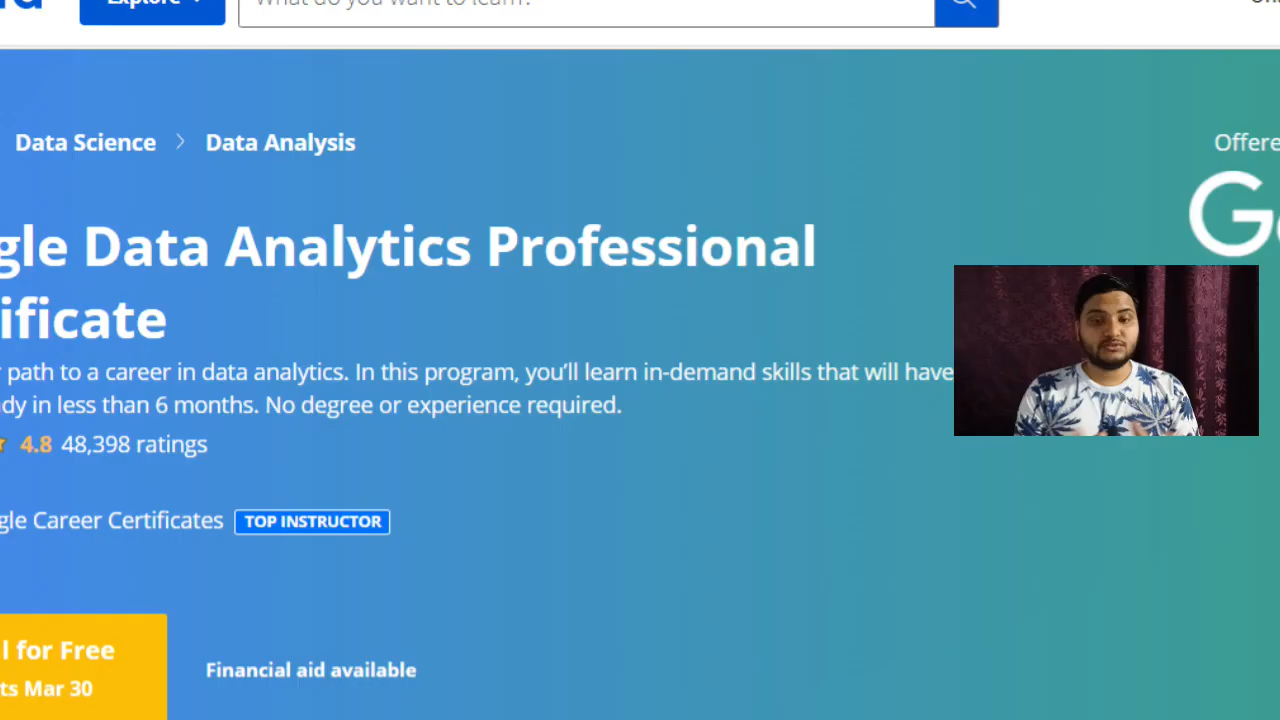 Explore
What do you want to learn?
Data Science > Data Analysis
Offere
gle Data Analytics Professional
ificate
path to a career in data analytics. In this program, you’ll learn in-demand skills that will have
dy in less than 6 months. No degree or experience required.
4.8 48,398 ratings
gle Career Certificates TOP INSTRUCTOR
l for Free
ts Mar 30
Financial aid available